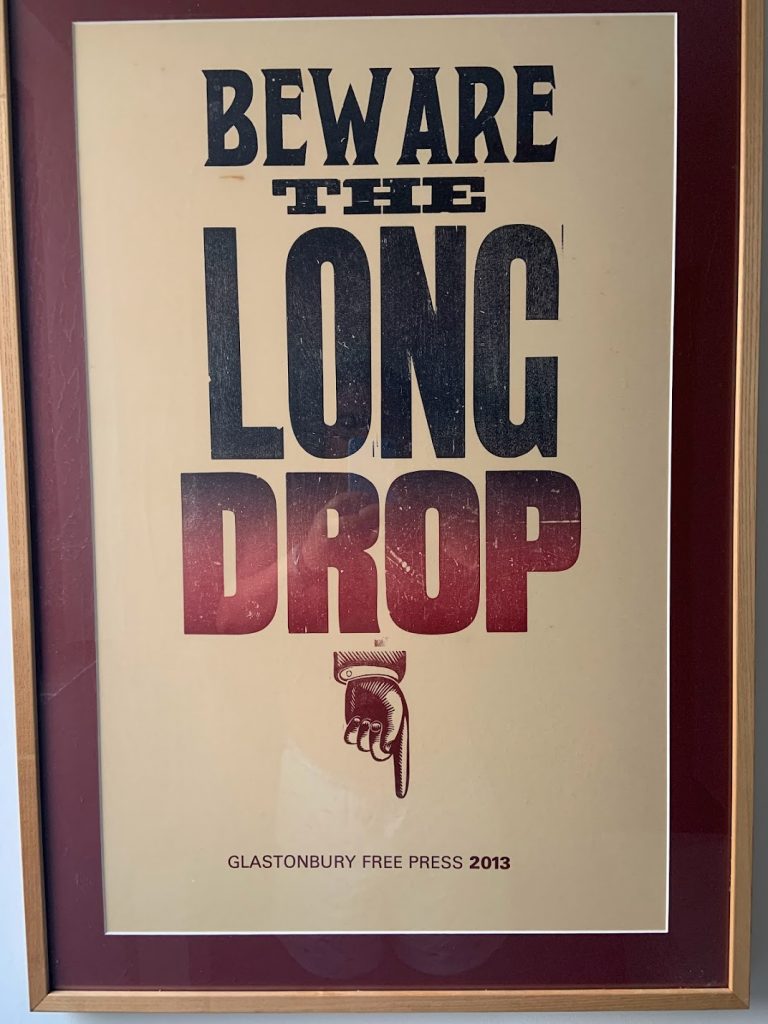 BEWARE
THE
LONG
DROP
GLASTONBURY FREE PRESS 2013